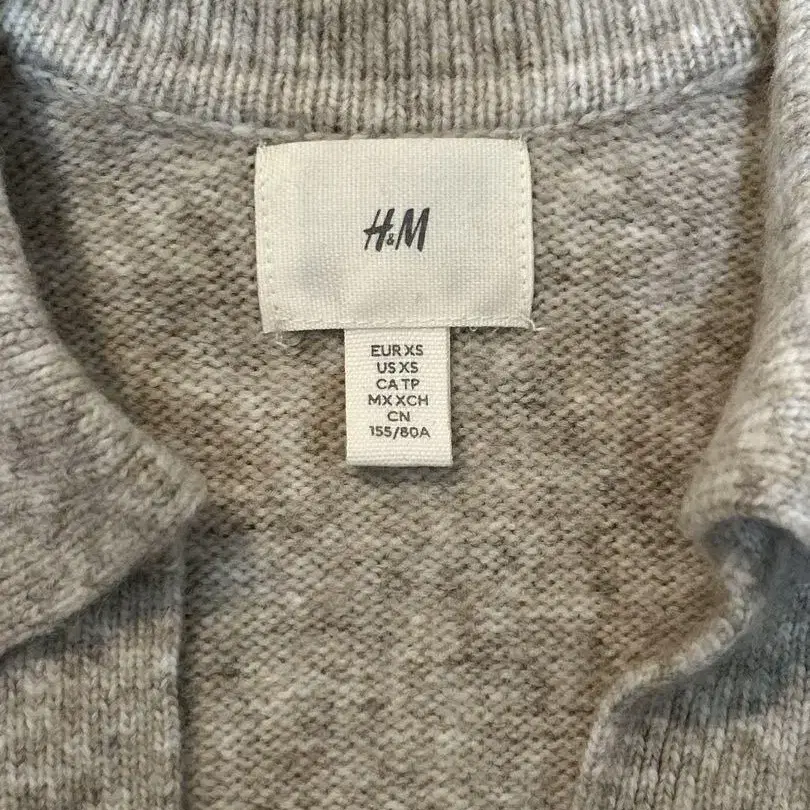 H&M
EUR XS
US XS
CA TP
MX XCH
CN
155/80A